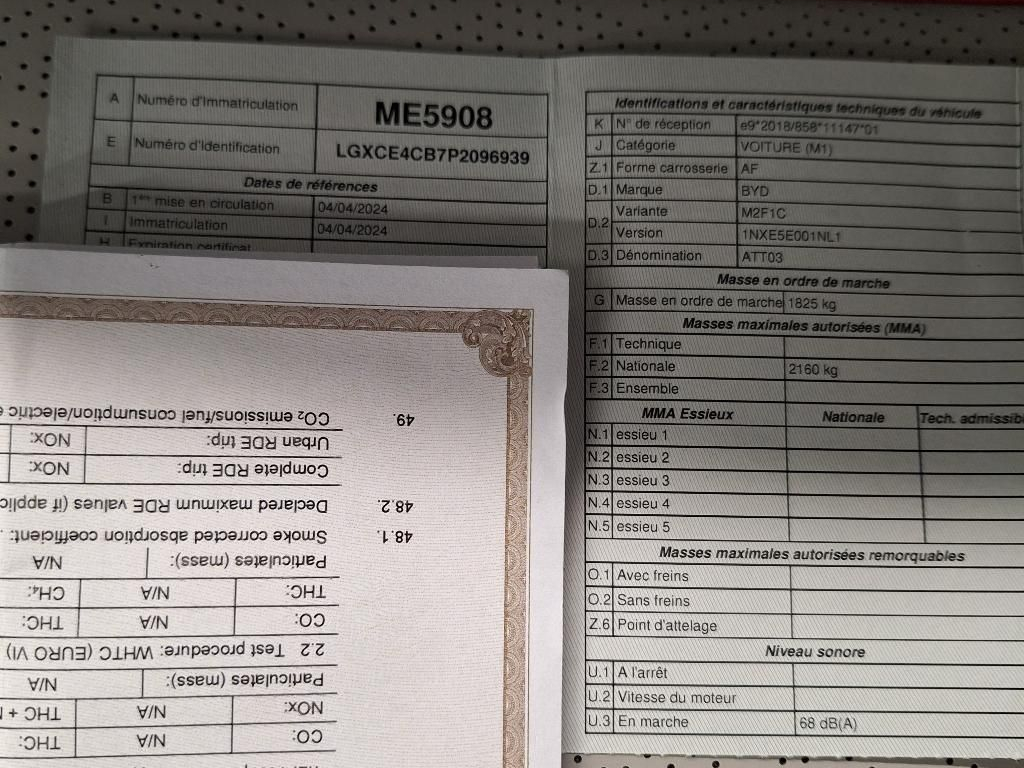 A Numéro d'Immatriculation ME5908
E Numéro d'Identification LGXCE4CB7P2096939
Dates de références
B 1ère mise en circulation 04/04/2024
I Immatriculation 04/04/2024
H Expiration certificat
Identifications et caractéristiques techniques du véhicule
K N° de réception e9*2018/858*11147*01
J Catégorie VOITURE (M1)
Z.1 Forme carrosserie AF
D.1 Marque BYD
D.2 Variante M2F1C
Version 1NXE5E001NL1
D.3 Dénomination ATT03
Masse en ordre de marche
G Masse en ordre de marche 1825 kg
Masses maximales autorisées (MMA)
F.1 Technique
F.2 Nationale 2160 kg
F.3 Ensemble
MMA Essieux Nationale Tech. admissib
N.1 essieu 1
N.2 essieu 2
N.3 essieu 3
N.4 essieu 4
N.5 essieu 5
Masses maximales autorisées remorquables
O.1 Avec freins
O.2 Sans freins
Z.6 Point d'attelage
Niveau sonore
U.1 A l'arrêt
U.2 Vitesse du moteur
U.3 En marche 68 dB(A)
CO: N/A THC:
NOx: N/A THC +
Particulates (mass): N/A
2.2 Test procedure: WHTC (EURO VI)
CO: N/A THC:
THC: N/A CH₄:
Particulates (mass): N/A
48.1. Smoke corrected absorption coefficient:
48.2. Declared maximum RDE values (if applic
Complete RDE trip: NOx:
Urban RDE trip: NOx:
49. CO₂ emissions/fuel consumption/electric